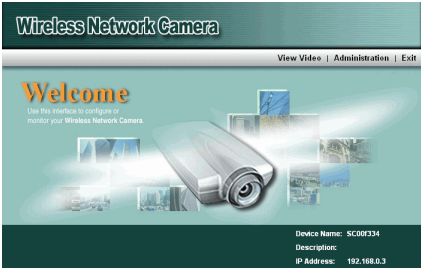 Wireless Network Camera
View Video | Administration | Exit
Welcome
Use this interface to configure or
monitor your Wireless Network Camera.
Device Name: SC00f334
Description:
IP Address: 192.168.0.3